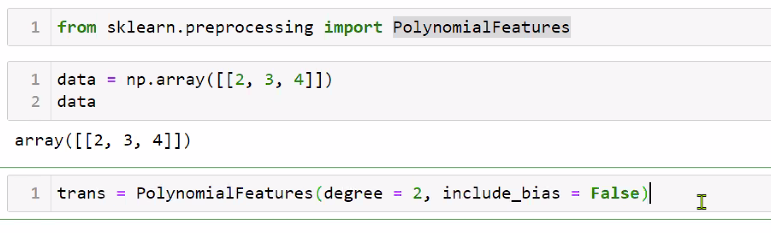 1 from sklearn.preprocessing import PolynomialFeatures
1 data = np.array([[2, 3, 4]])
2 data
array([[2, 3, 4]])
1 trans = PolynomialFeatures(degree = 2, include_bias = False)